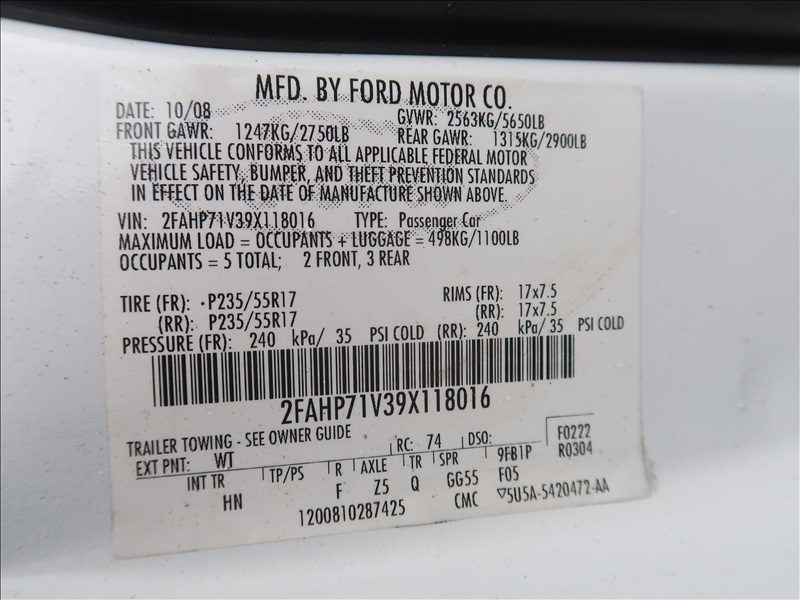 MFD. BY FORD MOTOR CO.
DATE: 10/08 GVWR: 2563KG/5650LB
FRONT GAWR: 1247KG/2750LB REAR GAWR: 1315KG/2900LB
THIS VEHICLE CONFORMS TO ALL APPLICABLE FEDERAL MOTOR
VEHICLE SAFETY, BUMPER, AND THEFT PREVENTION STANDARDS
IN EFFECT ON THE DATE OF MANUFACTURE SHOWN ABOVE.
VIN: 2FAHP71V39X118016 TYPE: Passenger Car
MAXIMUM LOAD = OCCUPANTS + LUGGAGE = 498KG/1100LB
OCCUPANTS = 5 TOTAL; 2 FRONT, 3 REAR
TIRE (FR): P235/55R17 RIMS (FR): 17x7.5
(RR): P235/55R17 (RR): 17x7.5
PRESSURE (FR): 240 kPa/ 35 PSI COLD (RR): 240 kPa/ 35 PSI COLD
2FAHP71V39X118016
TRAILER TOWING - SEE OWNER GUIDE
EXT PNT: WT RC: 74 DSO: F0222
R0304
INT TR TP/PS R AXLE TR SPR 9FB1P
HN F Z5 Q GG55 F05
1200810287425 CMC ▽5U5A-5420472-AA